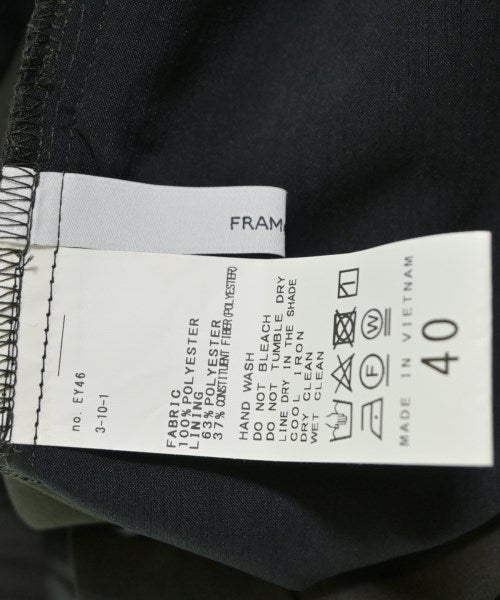 FRAM
no. EY46
3-10-1
FABRIC
100% POLYESTER
LINING
63% POLYESTER
37% CONSTITUENT FIBER (POLYESTER)
HAND WASH
DO NOT BLEACH
DO NOT TUMBLE DRY
LINE DRY IN THE SHADE
COOL IRON
DRY CLEAN
WET CLEAN
F W
MADE IN VIETNAM
40